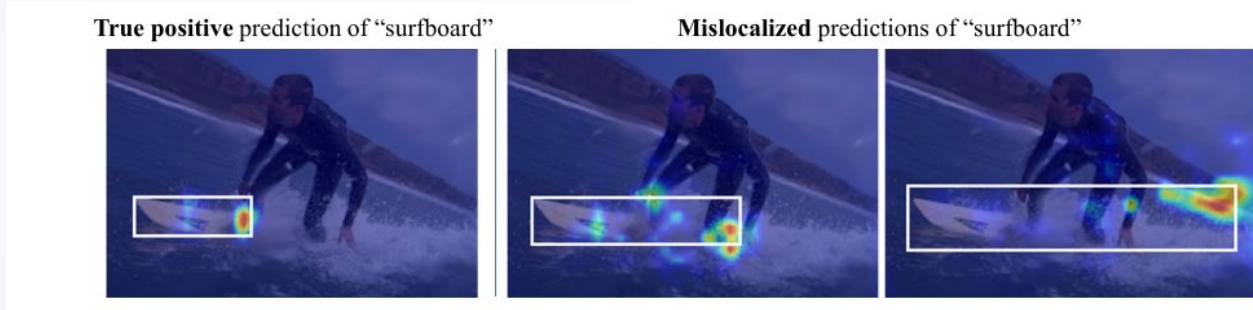 True positive prediction of “surfboard”
Mislocalized predictions of “surfboard”